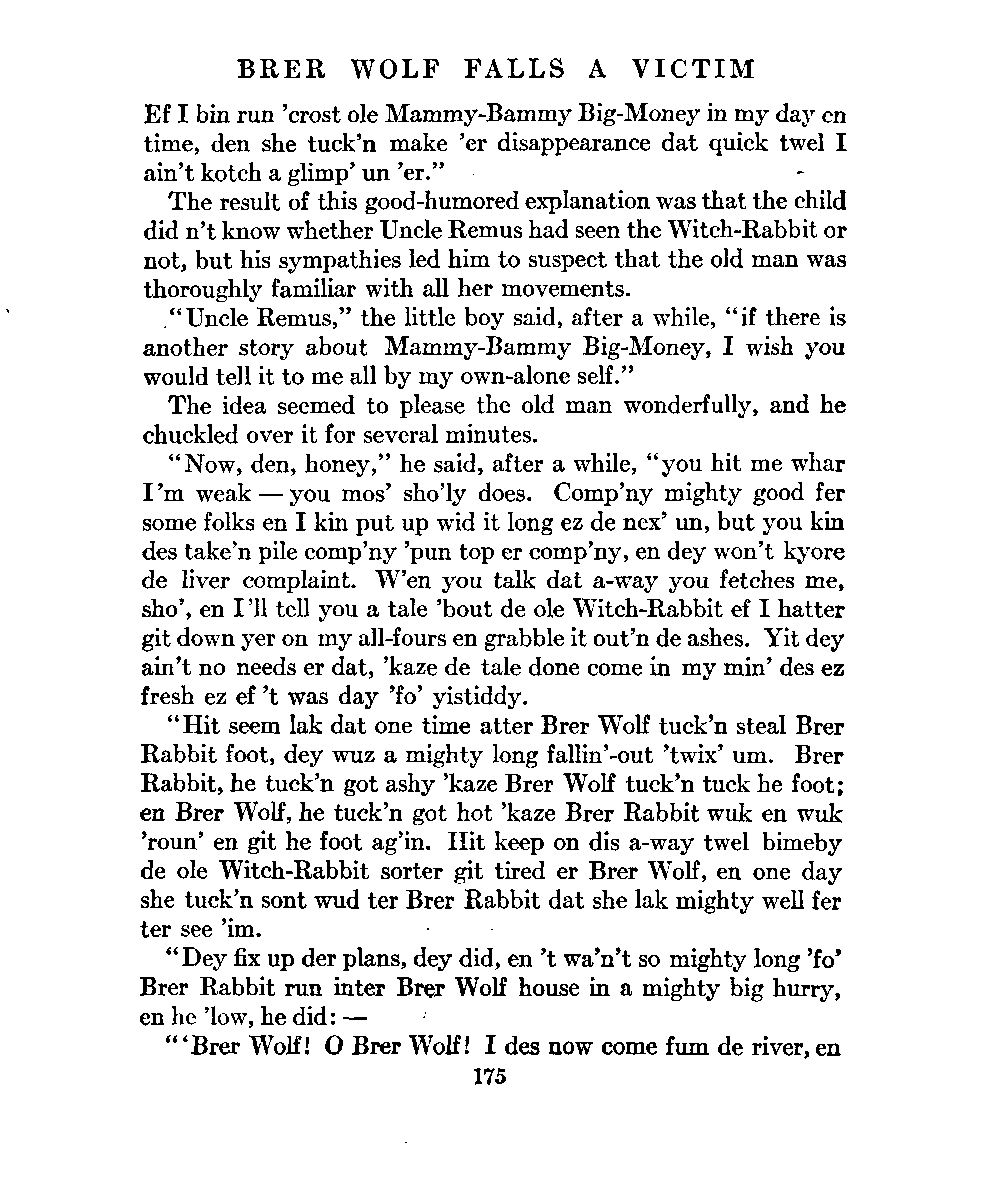 BRER WOLF FALLS A VICTIM
Ef I bin run ’crost ole Mammy-Bammy Big-Money in my day en
time, den she tuck’n make ’er disappearance dat quick twel I
ain’t kotch a glimp’ un ’er.”
The result of this good-humored explanation was that the child
did n’t know whether Uncle Remus had seen the Witch-Rabbit or
not, but his sympathies led him to suspect that the old man was
thoroughly familiar with all her movements.
“Uncle Remus,” the little boy said, after a while, “if there is
another story about Mammy-Bammy Big-Money, I wish you
would tell it to me all by my own-alone self.”
The idea seemed to please the old man wonderfully, and he
chuckled over it for several minutes.
“Now, den, honey,” he said, after a while, “you hit me whar
I’m weak — you mos’ sho’ly does. Comp’ny mighty good fer
some folks en I kin put up wid it long ez de nex’ un, but you kin
des take’n pile comp’ny ’pun top er comp’ny, en dey won’t kyore
de liver complaint. W’en you talk dat a-way you fetches me,
sho’, en I’ll tell you a tale ’bout de ole Witch-Rabbit ef I hatter
git down yer on my all-fours en grabble it out’n de ashes. Yit dey
ain’t no needs er dat, ’kaze de tale done come in my min’ des ez
fresh ez ef ’t was day ’fo’ yistiddy.
“Hit seem lak dat one time atter Brer Wolf tuck’n steal Brer
Rabbit foot, dey wuz a mighty long fallin’-out ’twix’ um. Brer
Rabbit, he tuck’n got ashy ’kaze Brer Wolf tuck’n tuck he foot;
en Brer Wolf, he tuck’n got hot ’kaze Brer Rabbit wuk en wuk
’roun’ en git he foot ag’in. Hit keep on dis a-way twel bimeby
de ole Witch-Rabbit sorter git tired er Brer Wolf, en one day
she tuck’n sont wud ter Brer Rabbit dat she lak mighty well fer
ter see ’im.
“Dey fix up der plans, dey did, en ’t wa’n’t so mighty long ’fo’
Brer Rabbit run inter Brer Wolf house in a mighty big hurry,
en he ’low, he did: —
“‘Brer Wolf! O Brer Wolf! I des now come fum de river, en
175